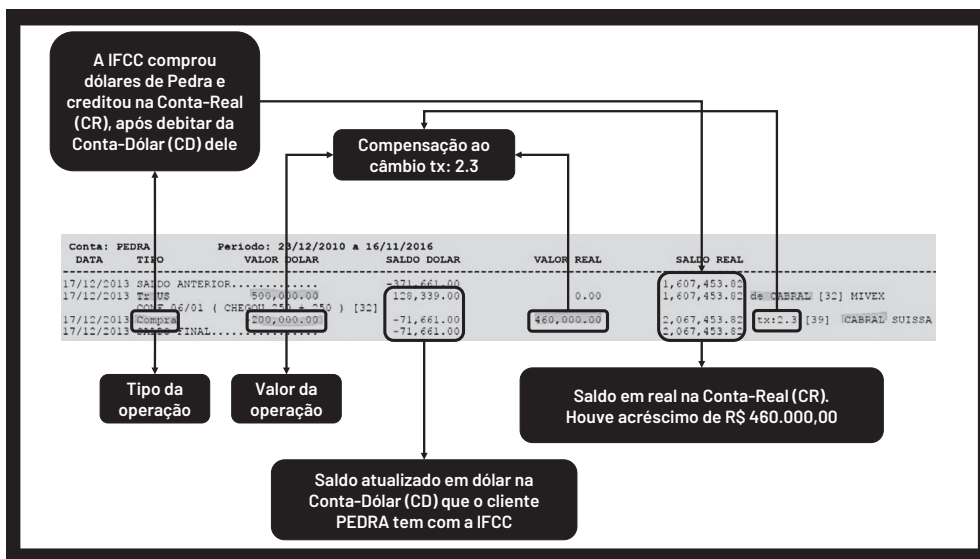 A IFCC comprou
dólares de Pedra e
creditou na Conta-Real
(CR), após debitar da
Conta-Dólar (CD) dele
Compensação ao
câmbio tx: 2.3
Conta: PEDRA Periodo: 28/12/2010 a 16/11/2016
DATA TIPO VALOR DOLAR SALDO DOLAR VALOR REAL SALDO REAL
17/12/2013 SALDO ANTERIOR.............. -371,661.00 1,607,453.82
17/12/2013 Tr US 500,000.00 128,339.00 0.00 1,607,453.82 de CABRAL [32] MIVEX
CONF 06/01 ( CHEGOU 250 + 250 ) [32]
17/12/2013 Compra -200,000.00 -71,661.00 460,000.00 2,067,453.82 tx:2.3 [39] CABRAL SUISSA
17/12/2013 SALDO FINAL.............. -71,661.00 2,067,453.82
Tipo da
operação
Valor da
operação
Saldo em real na Conta-Real (CR).
Houve acréscimo de R$ 460.000,00
Saldo atualizado em dólar na
Conta-Dólar (CD) que o cliente
PEDRA tem com a IFCC